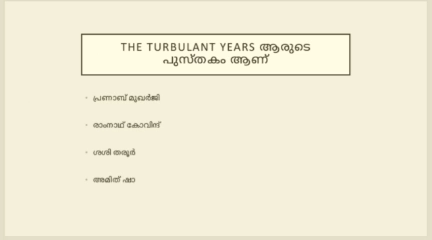 THE TURBULANT YEARS ആരുടെ
പുസ്തകം ആണ്
പ്രണാബ് മുഖർജി
രാംനാഥ് കോവിന്ദ്
ശശി തരൂർ
അമിത് ഷാ